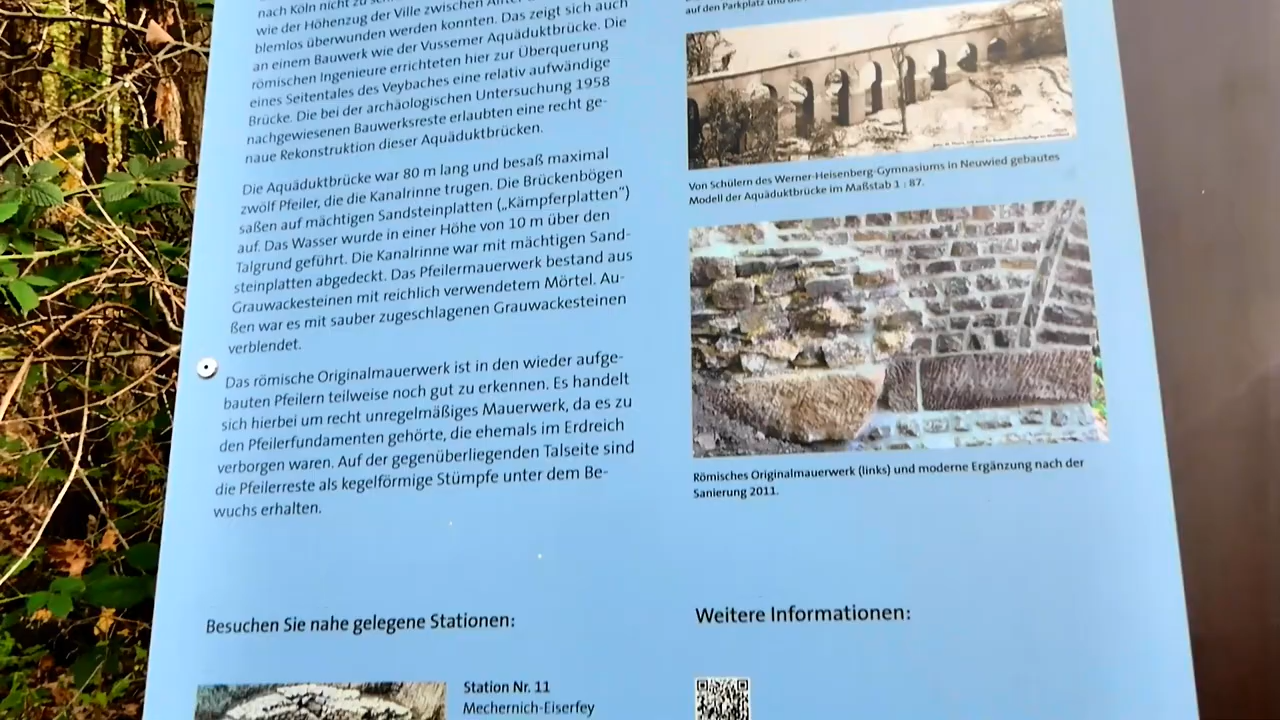 nach Köln nicht zu
wie der Höhenzug der Ville zwischen
blemlos überwunden werden konnten. Das zeigt sich auch
an einem Bauwerk wie der Vussemer Aquäduktbrücke. Die
römischen Ingenieure errichteten hier zur Überquerung
eines Seitentales des Veybaches eine relativ aufwändige
Brücke. Die bei der archäologischen Untersuchung 1958
nachgewiesenen Bauwerksreste erlaubten eine recht ge-
naue Rekonstruktion dieser Aquäduktbrücken.
Die Aquäduktbrücke war 80 m lang und besaß maximal
zwölf Pfeiler, die die Kanalrinne trugen. Die Brückenbögen
saßen auf mächtigen Sandsteinplatten („Kämpferplatten")
auf. Das Wasser wurde in einer Höhe von 10 m über den
Talgrund geführt. Die Kanalrinne war mit mächtigen Sand-
steinplatten abgedeckt. Das Pfeilermauerwerk bestand aus
Grauwackesteinen mit reichlich verwendetem Mörtel. Au-
ßen war es mit sauber zugeschlagenen Grauwackesteinen
verblendet.
Das römische Originalmauerwerk ist in den wieder aufge-
bauten Pfeilern teilweise noch gut zu erkennen. Es handelt
sich hierbei um recht unregelmäßiges Mauerwerk, da es zu
den Pfeilerfundamenten gehörte, die ehemals im Erdreich
verborgen waren. Auf der gegenüberliegenden Talseite sind
die Pfeilerreste als kegelförmige Stümpfe unter dem Be-
wuchs erhalten.
Besuchen Sie nahe gelegene Stationen:
Station Nr. 11
Mechernich-Eiserfey
auf den Parkplatz und
Von Schülern des Werner-Heisenberg-Gymnasiums in Neuwied gebautes
Modell der Aquäduktbrücke im Maßstab 1 : 87.
Römisches Originalmauerwerk (links) und moderne Ergänzung nach der
Sanierung 2011.
Weitere Informationen: